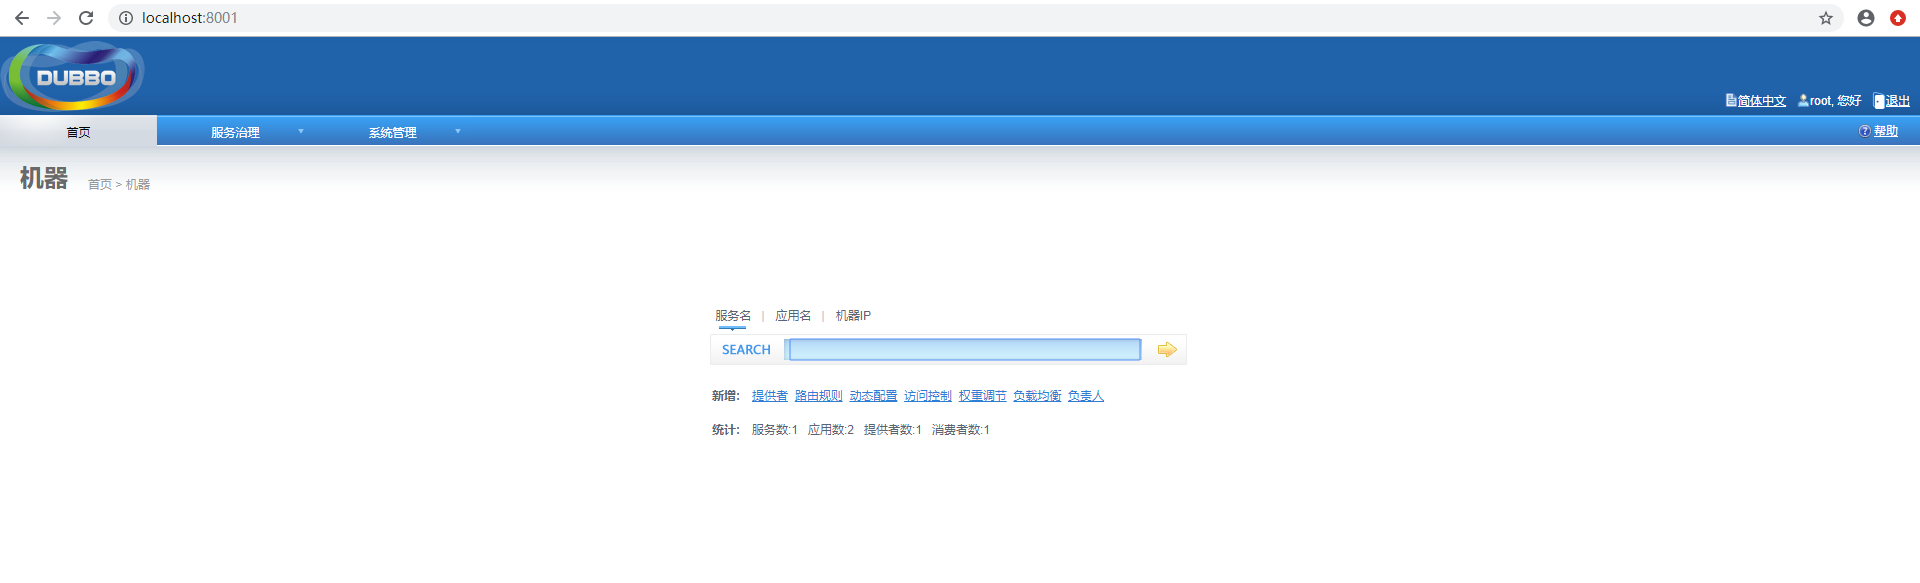 localhost:8001
DUBBO
简体中文 root, 您好 退出
首页 服务治理 系统管理 帮助
机器 首页 > 机器
服务名 | 应用名 | 机器IP
SEARCH
新增： 提供者 路由规则 动态配置 访问控制 权重调节 负载均衡 负责人
统计： 服务数:1 应用数:2 提供者数:1 消费者数:1